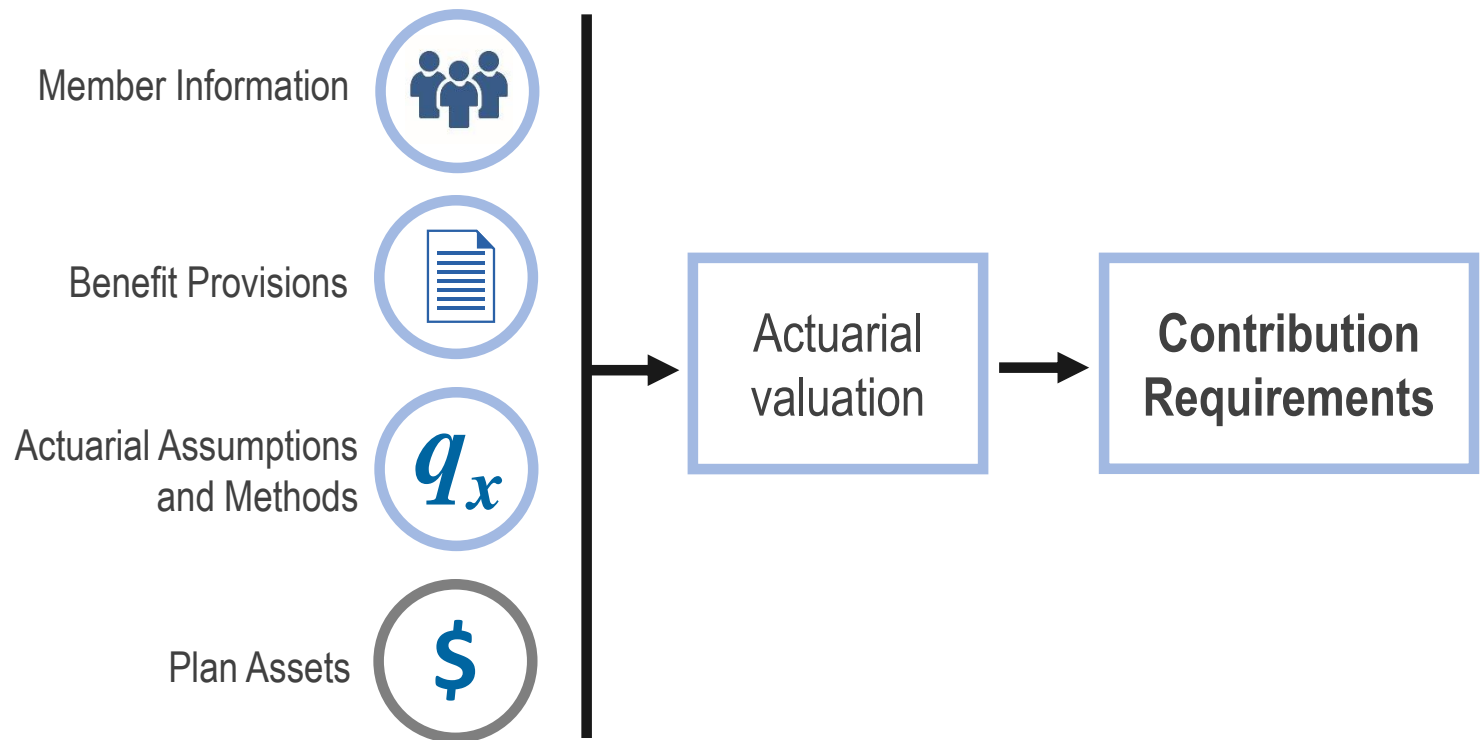 Member Information
Benefit Provisions
Actuarial Assumptions
and Methods
qx
Plan Assets
$
Actuarial
valuation
Contribution
Requirements